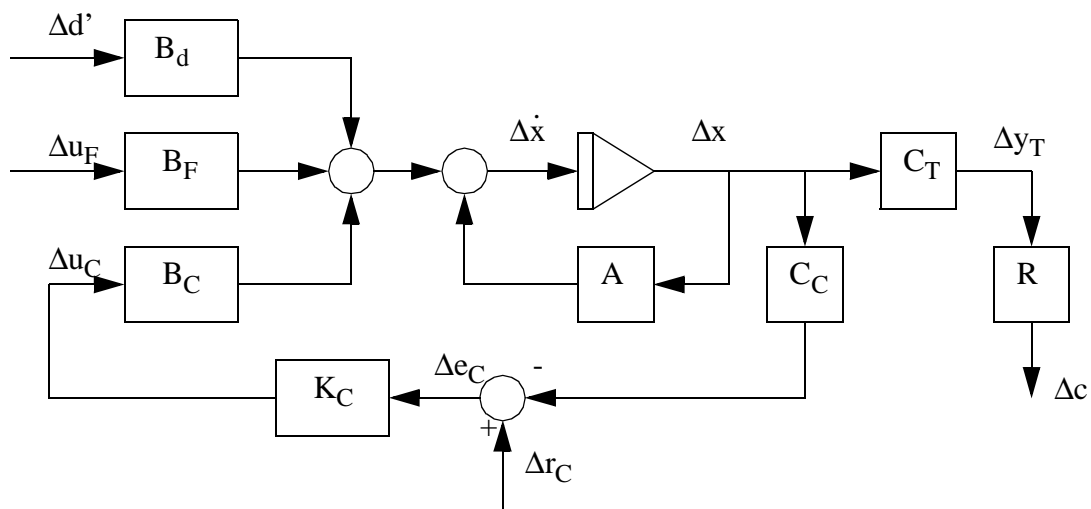 Δd’
B_d
Δu_F
B_F
Δẋ
Δx
C_T
Δy_T
Δu_C
B_C
A
C_C
R
K_C
Δe_C
-
+
Δr_C
Δc